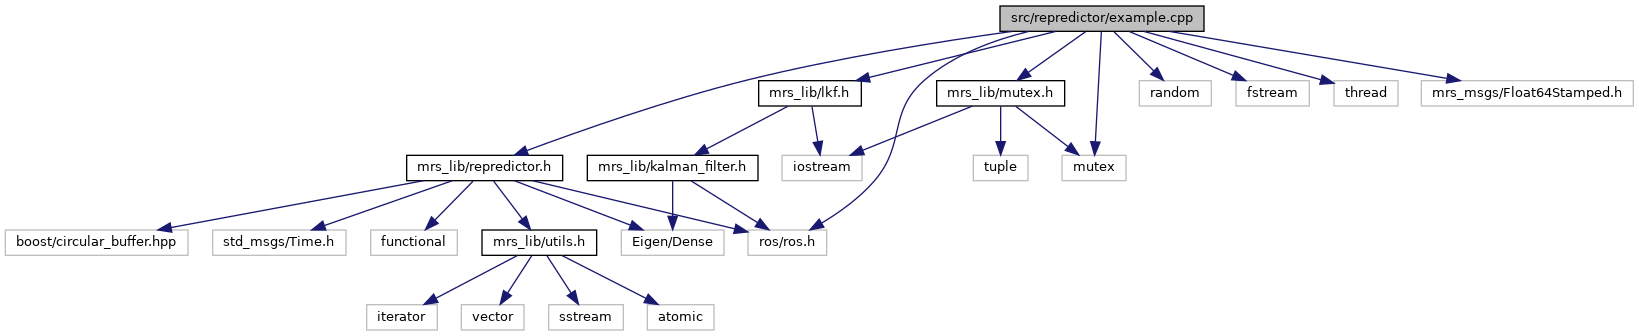 src/repredictor/example.cpp
mrs_lib/lkf.h
mrs_lib/mutex.h
random
fstream
thread
mrs_msgs/Float64Stamped.h
mrs_lib/repredictor.h
mrs_lib/kalman_filter.h
iostream
tuple
mutex
boost/circular_buffer.hpp
std_msgs/Time.h
functional
mrs_lib/utils.h
Eigen/Dense
ros/ros.h
iterator
vector
sstream
atomic